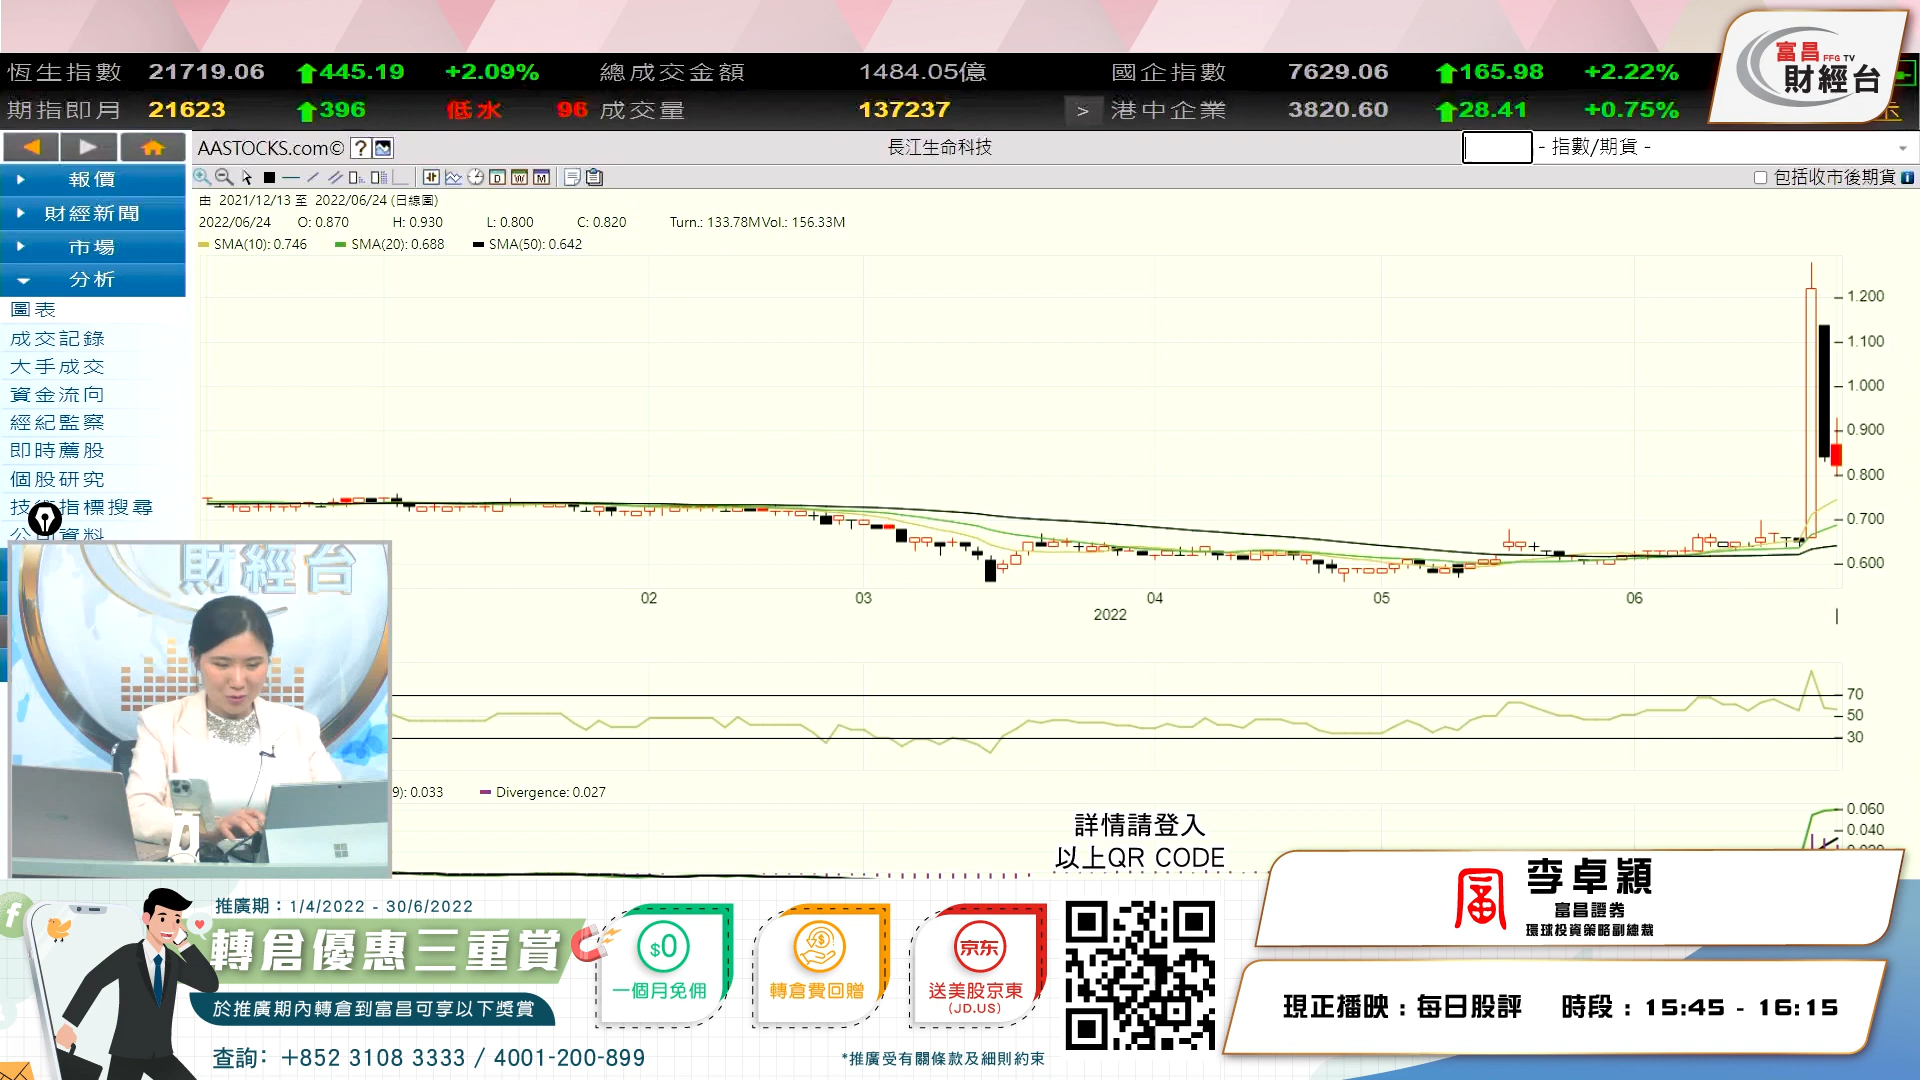 恆生指數 21719.06 445.19 +2.09% 總成交金額 1484.05億 國企指數 7629.06 165.98 +2.22%
期指即月 21623 396 低水 96 成交量 137237 > 港中企業 3820.60 28.41 +0.75%
富昌 FFG TV
財經台
AASTOCKS.com© ? 長江生命科技 - 指數/期貨 -
包括收市後期貨
報價
財經新聞
市場
分析
圖表
成交記錄
大手成交
資金流向
經紀監察
即時薦股
個股研究
指標搜尋
由 2021/12/13 至 2022/06/24 (日線圖)
2022/06/24 O: 0.870 H: 0.930 L: 0.800 C: 0.820 Turn.: 133.78M Vol.: 156.33M
SMA(10): 0.746 SMA(20): 0.688 SMA(50): 0.642
1.200
1.100
1.000
0.900
0.800
0.700
0.600
02 03 04 05 06
2022
70
50
30
9): 0.033 Divergence: 0.027
0.060
0.040
財經台
詳情請登入
以上QR CODE
推廣期：1/4/2022 - 30/6/2022
轉倉優惠三重賞
於推廣期內轉倉到富昌可享以下獎賞
查詢： +852 3108 3333 / 4001-200-899
$0
一個月免佣
轉倉費回贈
京东
送美股京東
(JD.US)
*推廣受有關條款及細則約束
李卓穎
富昌證券
環球投資策略副總裁
現正播映：每日股評 時段：15:45 - 16:15